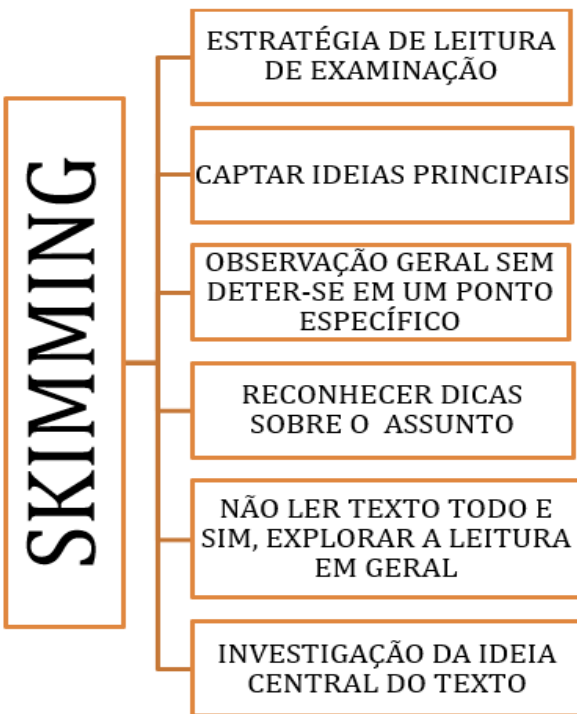 SKIMMING
ESTRATÉGIA DE LEITURA
DE EXAMINAÇÃO
CAPTAR IDEIAS PRINCIPAIS
OBSERVAÇÃO GERAL SEM
DETER-SE EM UM PONTO
ESPECÍFICO
RECONHECER DICAS
SOBRE O ASSUNTO
NÃO LER TEXTO TODO E
SIM, EXPLORAR A LEITURA
EM GERAL
INVESTIGAÇÃO DA IDEIA
CENTRAL DO TEXTO